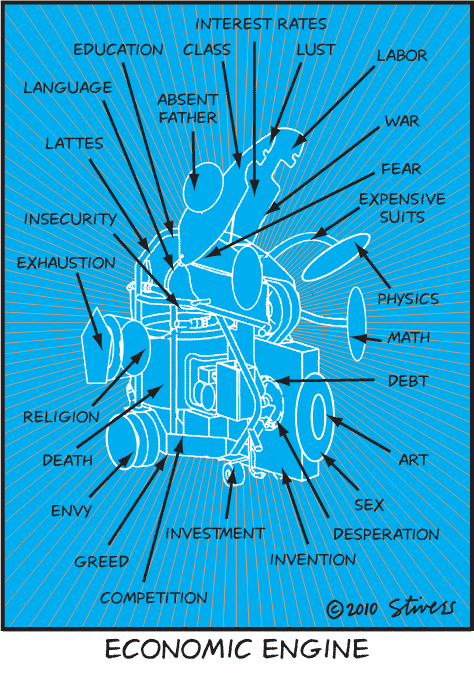 INTEREST RATES
EDUCATION
CLASS
LUST
LABOR
LANGUAGE
ABSENT
FATHER
WAR
LATTES
FEAR
EXPENSIVE
SUITS
INSECURITY
EXHAUSTION
PHYSICS
MATH
DEBT
RELIGION
DEATH
ART
ENVY
SEX
INVESTMENT
DESPERATION
GREED
INVENTION
COMPETITION
©2010 Stivers
ECONOMIC ENGINE